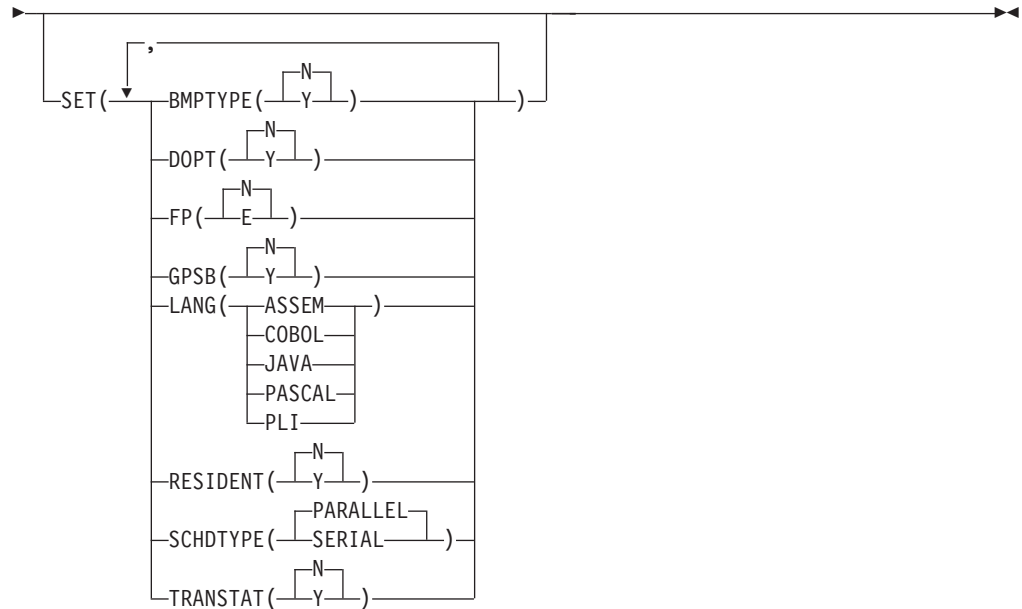 ,
N
SET( BMPTYPE( Y ) )
N
DOPT( Y )
N
FP( E )
N
GPSB( Y )
LANG( ASSEM )
COBOL
JAVA
PASCAL
PLI
N
RESIDENT( Y )
PARALLEL
SCHDTYPE( SERIAL )
N
TRANSTAT( Y )